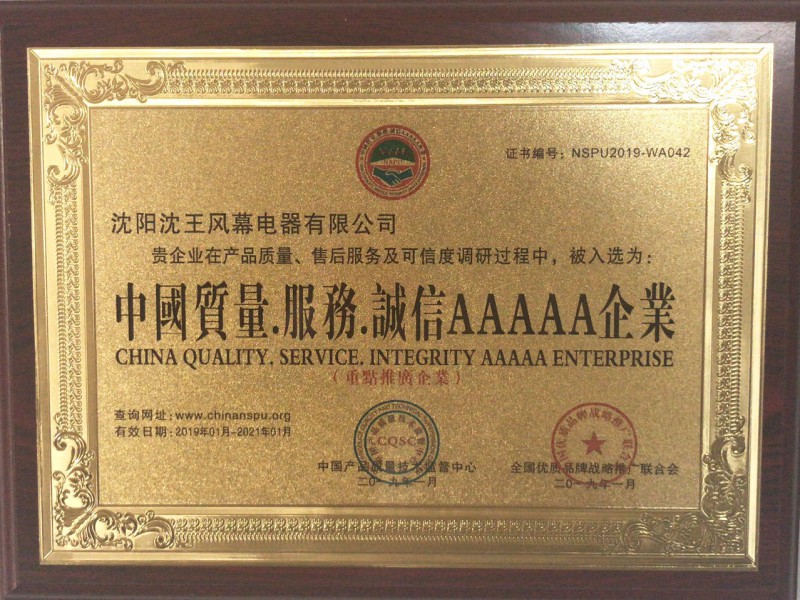 NSPU
证书编号：NSPU2019-WA042
沈阳沈王风幕电器有限公司
贵企业在产品质量、售后服务及可信度调研过程中，被入选为：
中國質量.服務.誠信AAAAA企業
CHINA QUALITY. SERVICE. INTEGRITY AAAAA ENTERPRISE
（重點推廣企業）
查询网址：www.chinanspu.org
有效日期：2019年01月-2021年01月
CQSC
中国产品质量技术监督中心
全国优质品牌战略推广联合会
二〇一九年一月
二〇一九年一月